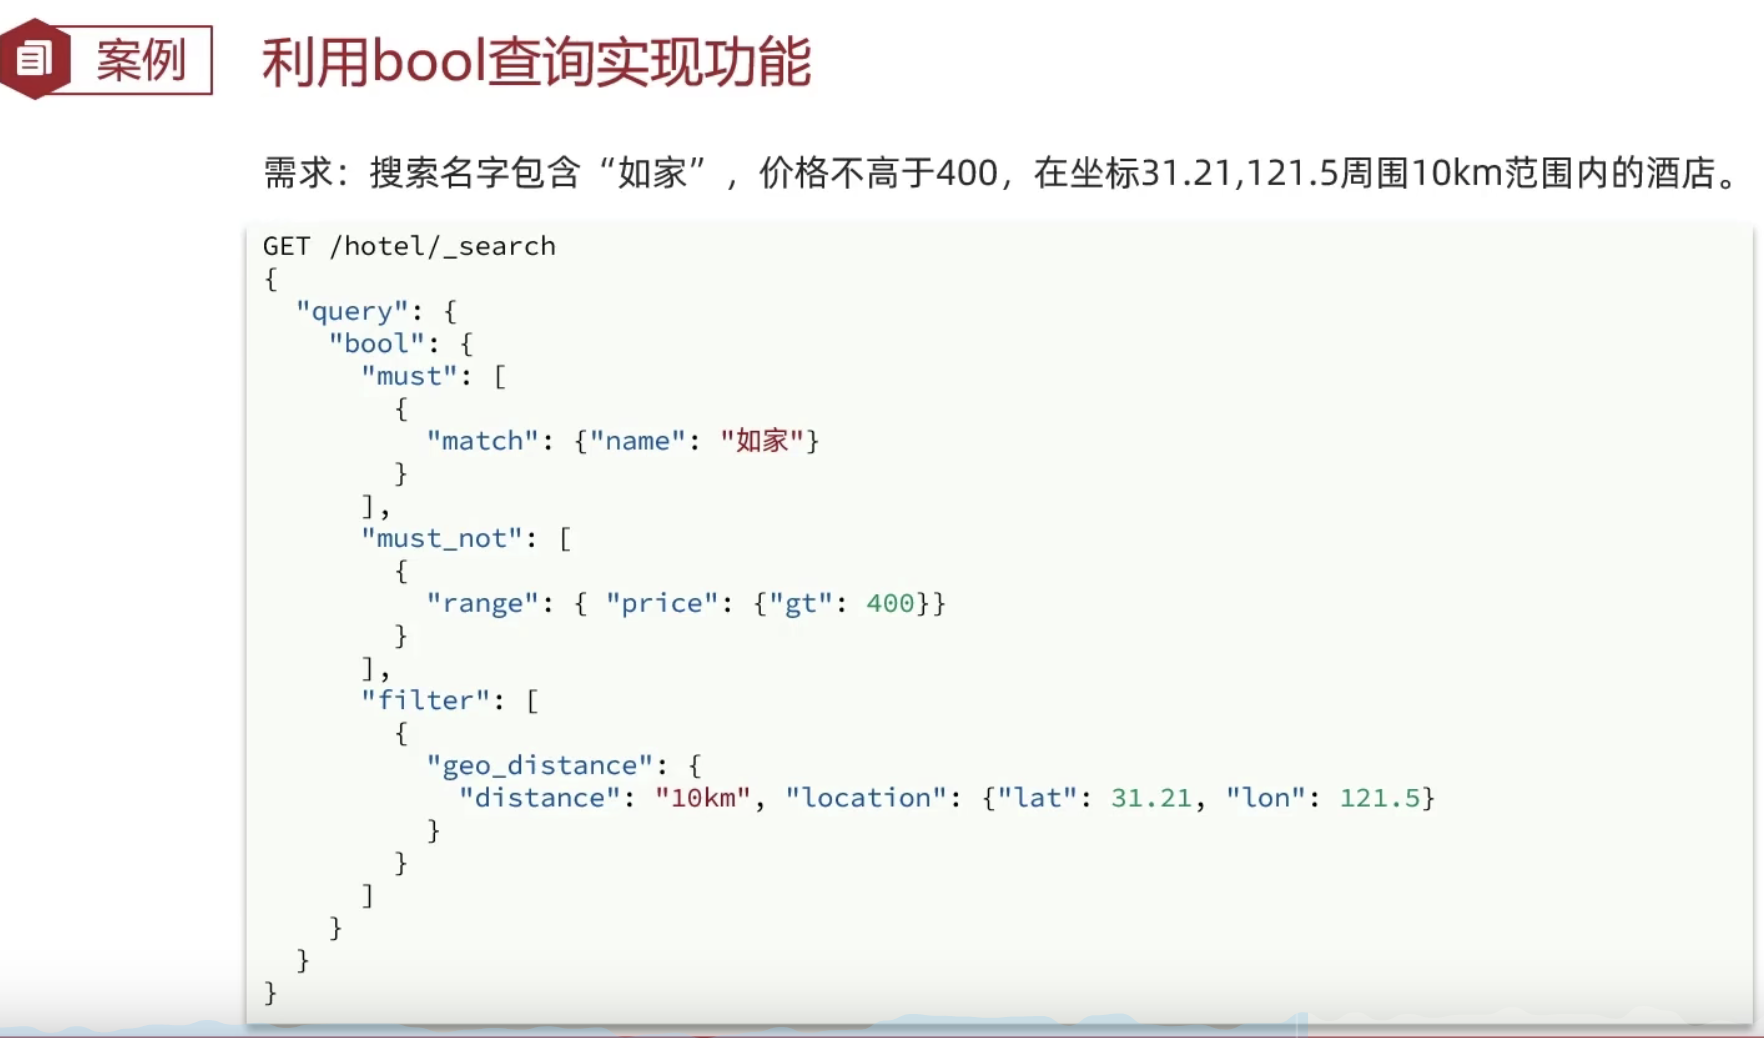 案例
利用bool查询实现功能
需求：搜索名字包含“如家”，价格不高于400，在坐标31.21,121.5周围10km范围内的酒店。
GET /hotel/_search
{
  "query": {
    "bool": {
      "must": [
        {
          "match": {"name": "如家"}
        }
      ],
      "must_not": [
        {
          "range": { "price": {"gt": 400}}
        }
      ],
      "filter": [
        {
          "geo_distance": {
            "distance": "10km", "location": {"lat": 31.21, "lon": 121.5}
          }
        }
      ]
    }
  }
}